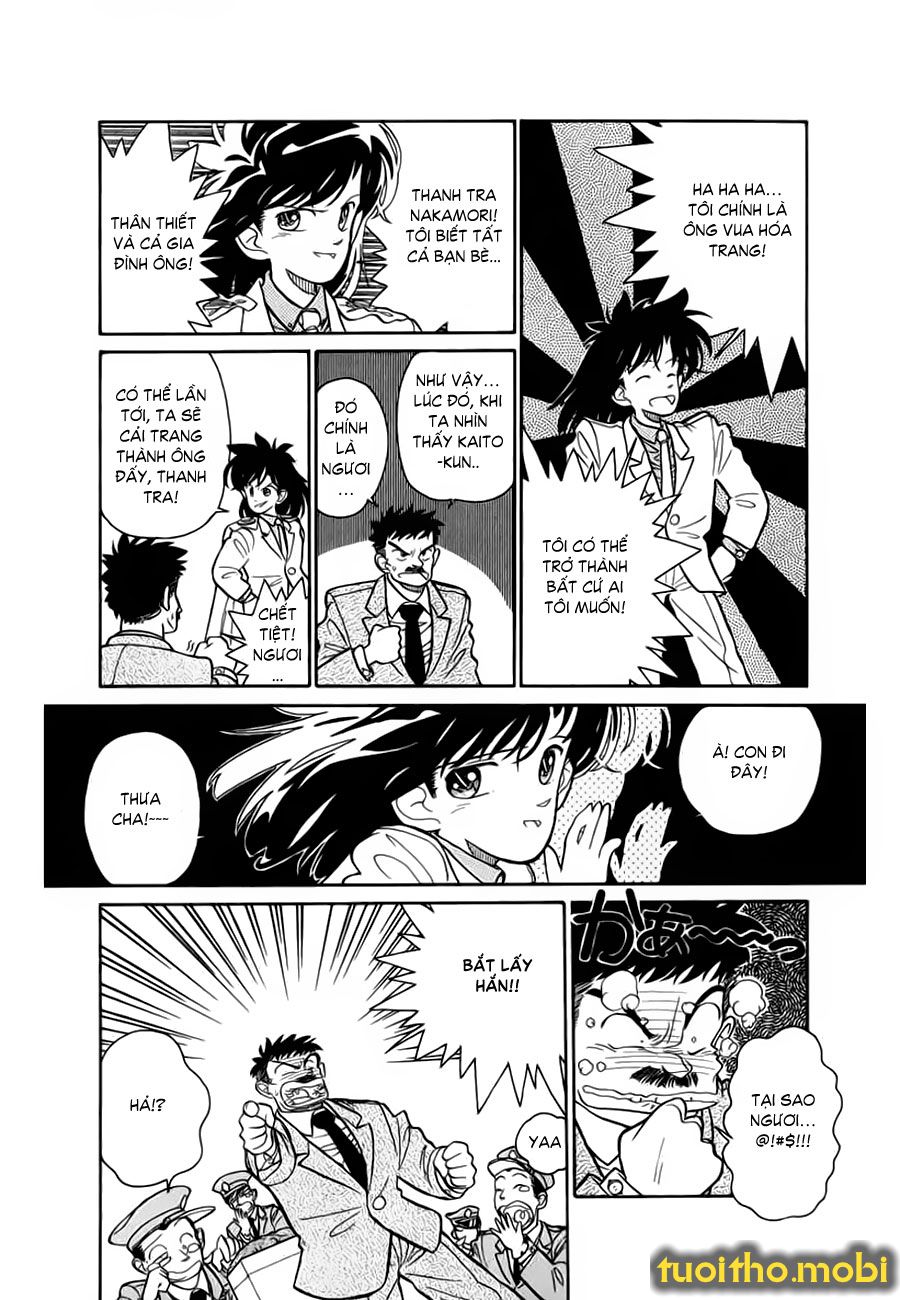 HA HA HA...
TÔI CHÍNH LÀ
ÔNG VUA HÓA
TRANG!
THANH TRA
NAKAMORI!
TÔI BIẾT TẤT
CẢ BẠN BÈ...
THÂN THIẾT
VÀ CẢ GIA
ĐÌNH ÔNG!
TÔI CÓ THỂ
TRỞ THÀNH
BẤT CỨ AI
TÔI MUỐN!
NHƯ VẬY...
LÚC ĐÓ, KHI
TA NHÌN
THẤY KAITO
-KUN..
ĐÓ
CHÍNH
LÀ
NGƯƠI
...
CÓ THỂ LẦN
TỚI, TA SẼ
CẢI TRANG
THÀNH ÔNG
ĐẤY, THANH
TRA!
CHẾT
TIỆT!
NGƯƠI
...
À! CON ĐI
ĐÂY!
THƯA
CHA!~~~
かあ〜〜っ
TẠI SAO
NGƯƠI...
@!#$!!!
BẮT LẤY
HẮN!!
HẢ!?
YAA
tuoitho.mobi